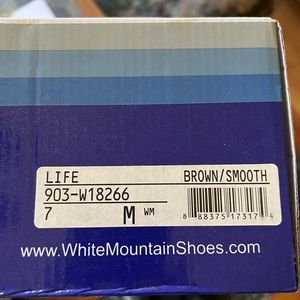 LIFE BROWN/SMOOTH
903-W18266
7 M WM
8 88375 17317 4
www.WhiteMountainShoes.com